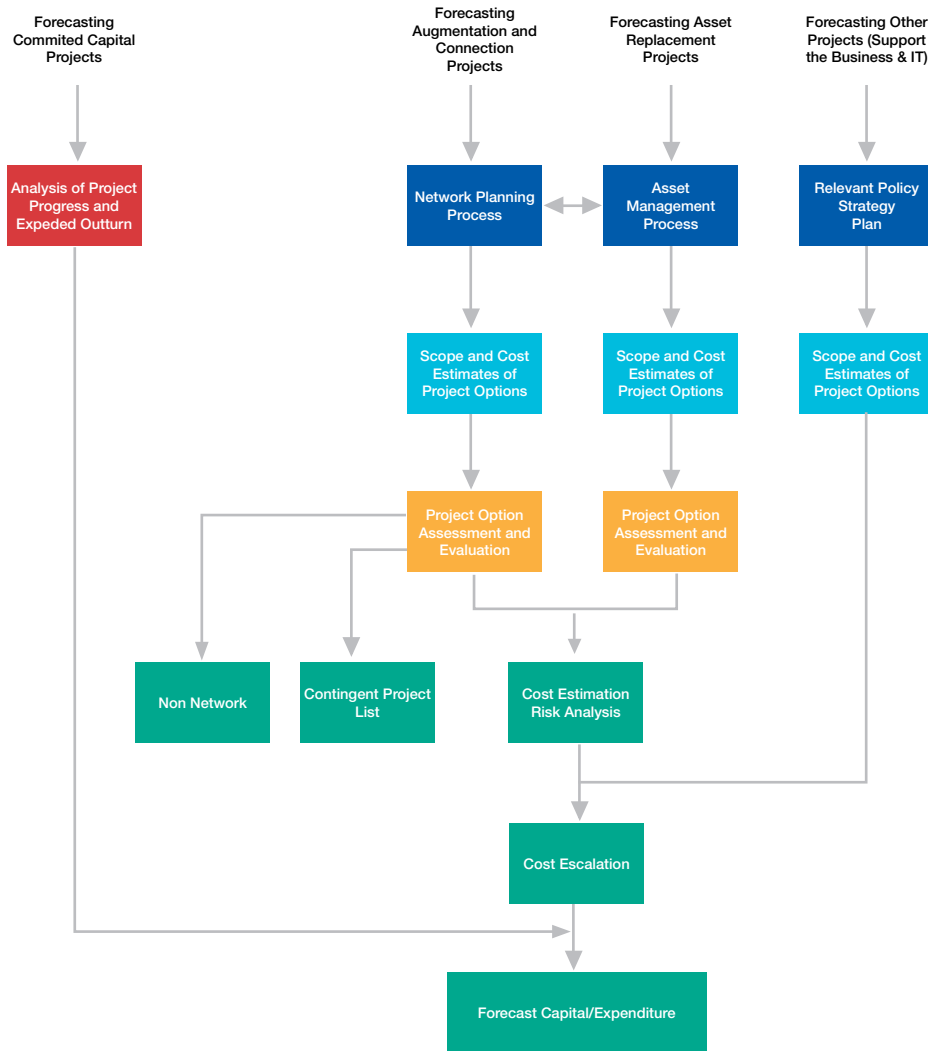 Forecasting
Commited Capital
Projects
Forecasting
Augmentation and
Connection
Projects
Forecasting Asset
Replacement
Projects
Forecasting Other
Projects (Support
the Business & IT)
Analysis of Project
Progress and
Expeded Outturn
Network Planning
Process
Asset
Management
Process
Relevant Policy
Strategy
Plan
Scope and Cost
Estimates of
Project Options
Scope and Cost
Estimates of
Project Options
Scope and Cost
Estimates of
Project Options
Project Option
Assessment and
Evaluation
Project Option
Assessment and
Evaluation
Non Network
Contingent Project
List
Cost Estimation
Risk Analysis
Cost Escalation
Forecast Capital/Expenditure